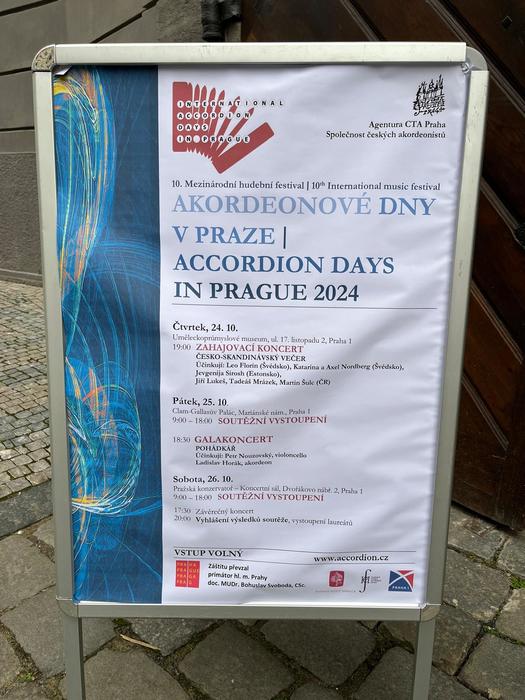 INTERNATIONAL
ACCORDION
DAYS
IN PRAGUE
Agentura CTA Praha
Společnost českých akordeonistů
10. Mezinárodní hudební festival | 10th International music festival
AKORDEONOVÉ DNY
V PRAZE |
ACCORDION DAYS
IN PRAGUE 2024
Čtvrtek, 24. 10.
Uměleckoprůmyslové museum, ul. 17. listopadu 2, Praha 1
19:00 ZAHAJOVACÍ KONCERT
ČESKO-SKANDINÁVSKÝ VEČER
Účinkují: Leo Florin (Švédsko), Katarina a Axel Nordberg (Švédsko),
Jevgenija Sirosh (Estonsko),
Jiří Lukeš, Tadeáš Mrázek, Martin Šulc (ČR)
Pátek, 25. 10.
Clam-Gallasův Palác, Mariánské nám., Praha 1
9:00 – 18:00 SOUTĚŽNÍ VYSTOUPENÍ
18:30 GALAKONCERT
POHÁDKÁŘ
Účinkují: Petr Nouzovský, violoncello
Ladislav Horák, akordeon
Sobota, 26. 10.
Pražská konzervatoř – Koncertní sál, Dvořákovo nábř. 2, Praha 1
9:00 – 18:00 SOUTĚŽNÍ VYSTOUPENÍ
17:30 Závěrečný koncert
20:00 Vyhlášení výsledků soutěže, vystoupení laureátů
VSTUP VOLNÝ
www.accordion.cz
PRAHA
PRAGUE
PRAGA
PRAG
Záštitu převzal
primátor hl. m. Prahy
doc. MUDr. Bohuslav Svoboda, CSc.
PRAHA 1